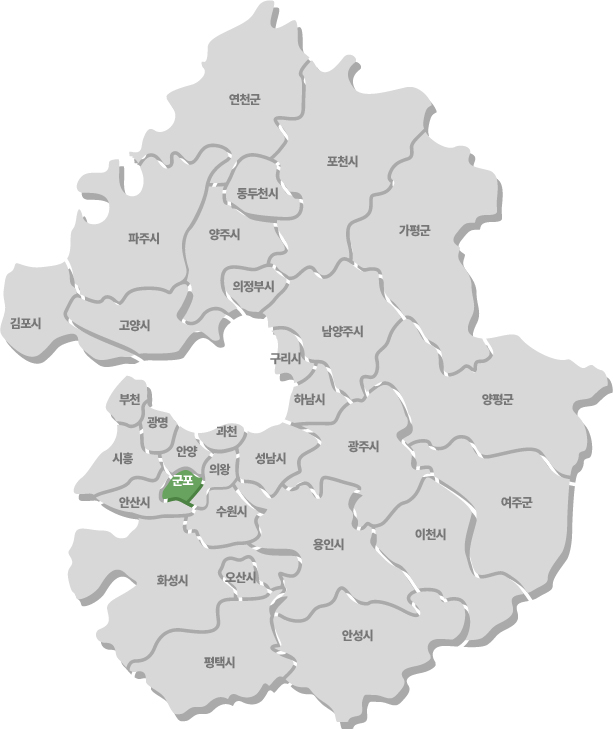 연천군
포천시
동두천시
가평군
파주시
양주시
의정부시
김포시
고양시
남양주시
구리시
부천
하남시
양평군
광명
과천
광주시
안양
시흥
의왕
성남시
군포
안산시
수원시
여주군
이천시
용인시
화성시
오산시
안성시
평택시